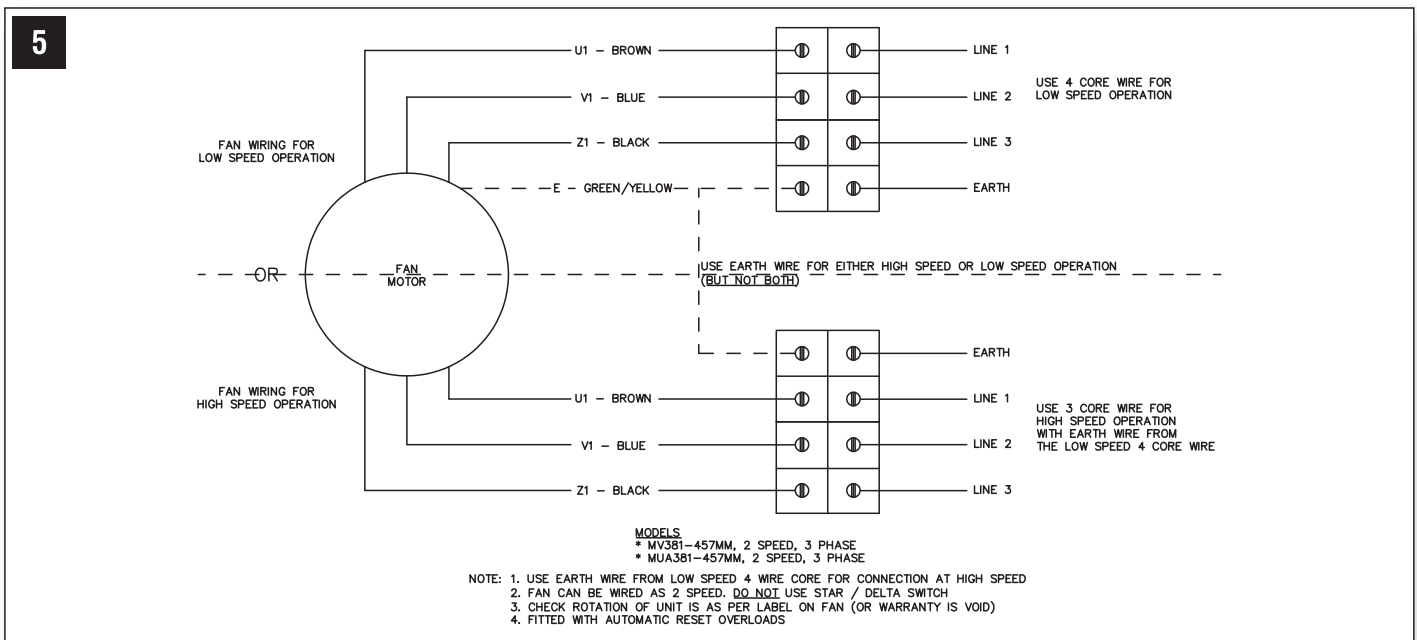 5
U1 - BROWN
LINE 1
V1 - BLUE
LINE 2
USE 4 CORE WIRE FOR
LOW SPEED OPERATION
FAN WIRING FOR
LOW SPEED OPERATION
Z1 - BLACK
LINE 3
E - GREEN/YELLOW
EARTH
OR
FAN
MOTOR
USE EARTH WIRE FOR EITHER HIGH SPEED OR LOW SPEED OPERATION
(BUT NOT BOTH)
EARTH
FAN WIRING FOR
HIGH SPEED OPERATION
U1 - BROWN
LINE 1
V1 - BLUE
LINE 2
USE 3 CORE WIRE FOR
HIGH SPEED OPERATION
WITH EARTH WIRE FROM
THE LOW SPEED 4 CORE WIRE
Z1 - BLACK
LINE 3
MODELS
* MV381-457MM, 2 SPEED, 3 PHASE
* MUA381-457MM, 2 SPEED, 3 PHASE
NOTE: 1. USE EARTH WIRE FROM LOW SPEED 4 WIRE CORE FOR CONNECTION AT HIGH SPEED
2. FAN CAN BE WIRED AS 2 SPEED. DO NOT USE STAR / DELTA SWITCH
3. CHECK ROTATION OF UNIT IS AS PER LABEL ON FAN (OR WARRANTY IS VOID)
4. FITTED WITH AUTOMATIC RESET OVERLOADS